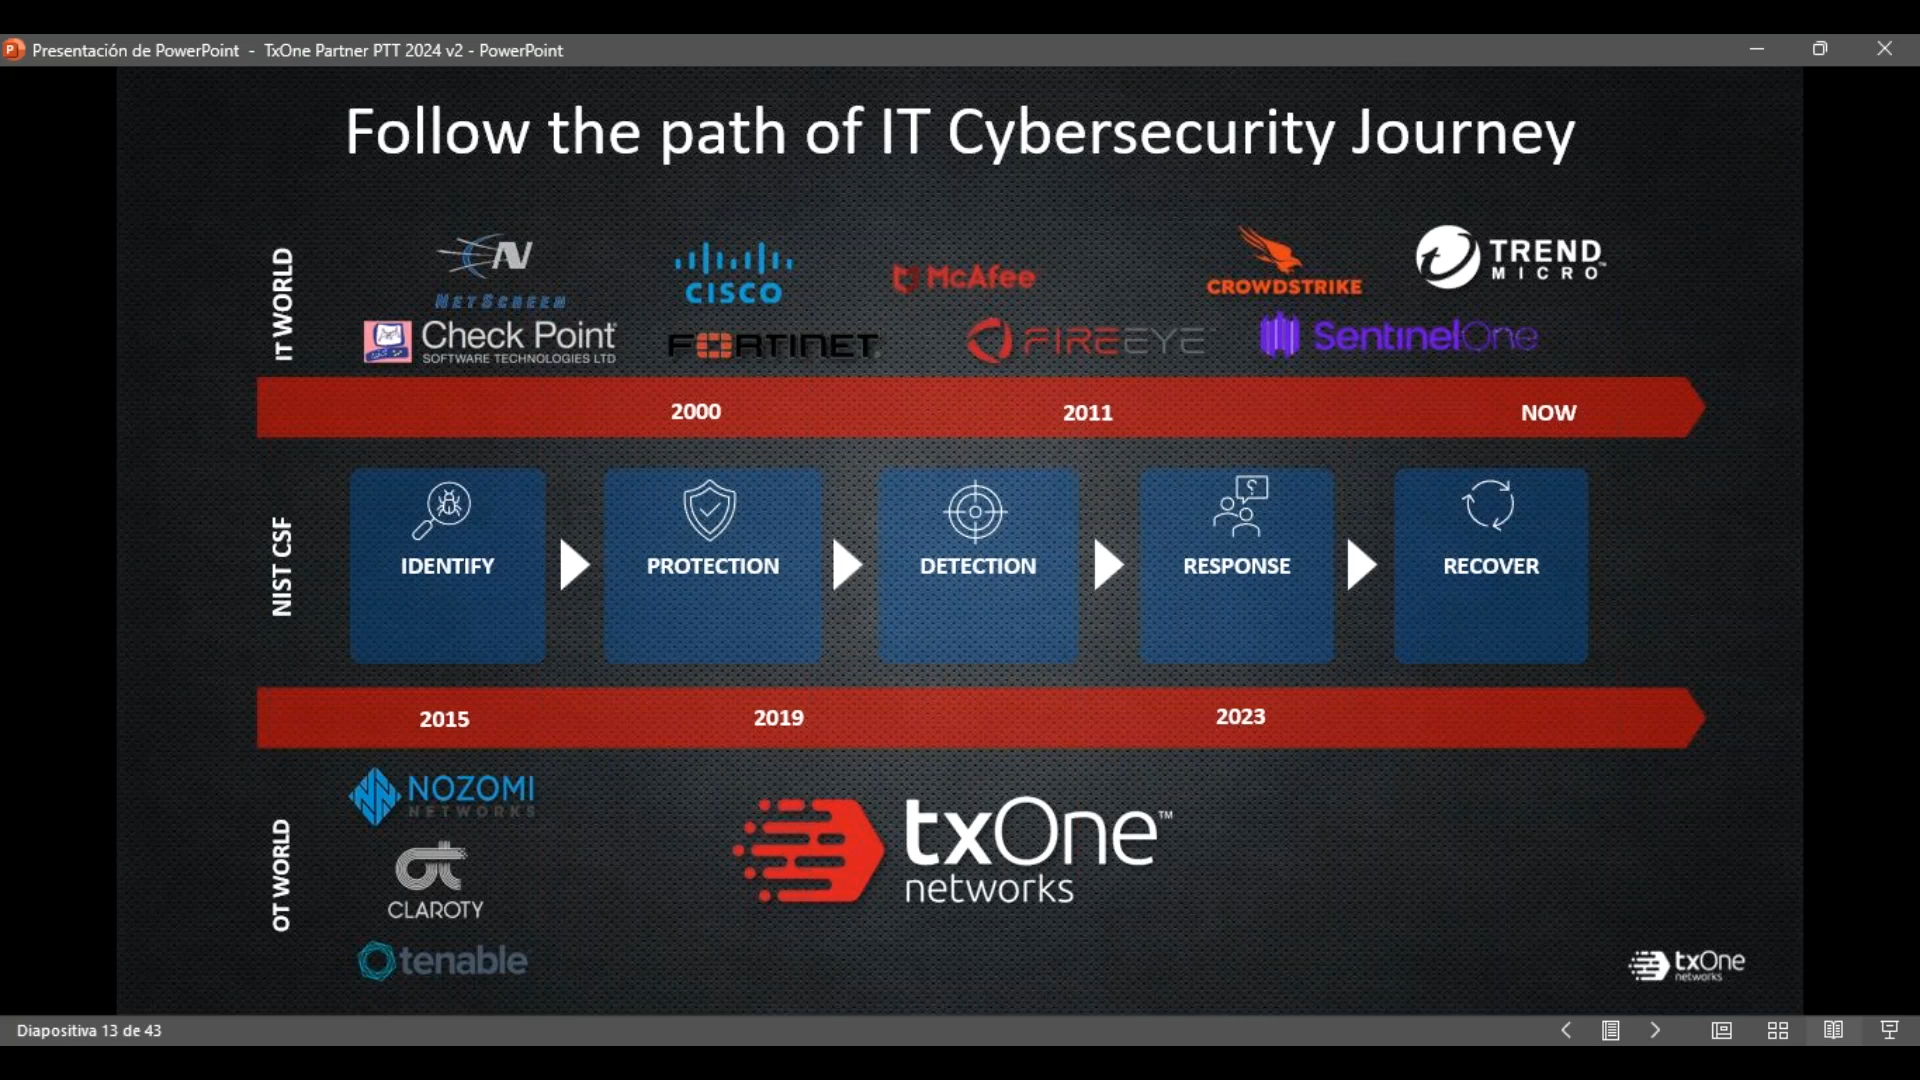 Presentación de PowerPoint - TxOne Partner PTT 2024 v2 - PowerPoint
Follow the path of IT Cybersecurity Journey
IT WORLD
NETSCREEN
CISCO
McAfee
CROWDSTRIKE
TREND MICRO™
Check Point
SOFTWARE TECHNOLOGIES LTD
FORTINET
FIREEYE
SentinelOne
2000
2011
NOW
NIST CSF
IDENTIFY
PROTECTION
DETECTION
RESPONSE
RECOVER
2015
2019
2023
OT WORLD
NOZOMI
NETWORKS
CLAROTY
tenable
txOne™
networks
txOne
networks
Diapositiva 13 de 43